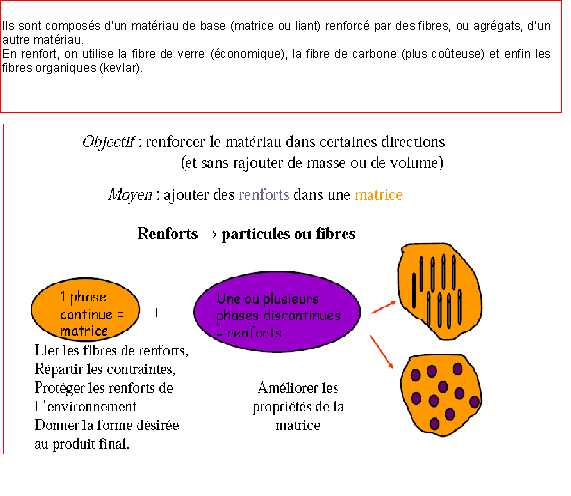 Ils sont composés d'un matériau de base (matrice ou liant) renforcé par des fibres, ou agrégats, d'un
autre matériau.
En renfort, on utilise la fibre de verre (économique), la fibre de carbone (plus coûteuse) et enfin les
fibres organiques (kevlar).
Objectif : renforcer le matériau dans certaines directions
(et sans rajouter de masse ou de volume)
Moyen : ajouter des renforts dans une matrice
Renforts → particules ou fibres
1 phase
continue =
matrice
+
Une ou plusieurs
phases discontinues
= renforts
Lier les fibres de renforts,
Répartir les contraintes,
Protéger les renforts de
l'environnement
Donner la forme désirée
au produit final.
Améliorer les
propriétés de la
matrice